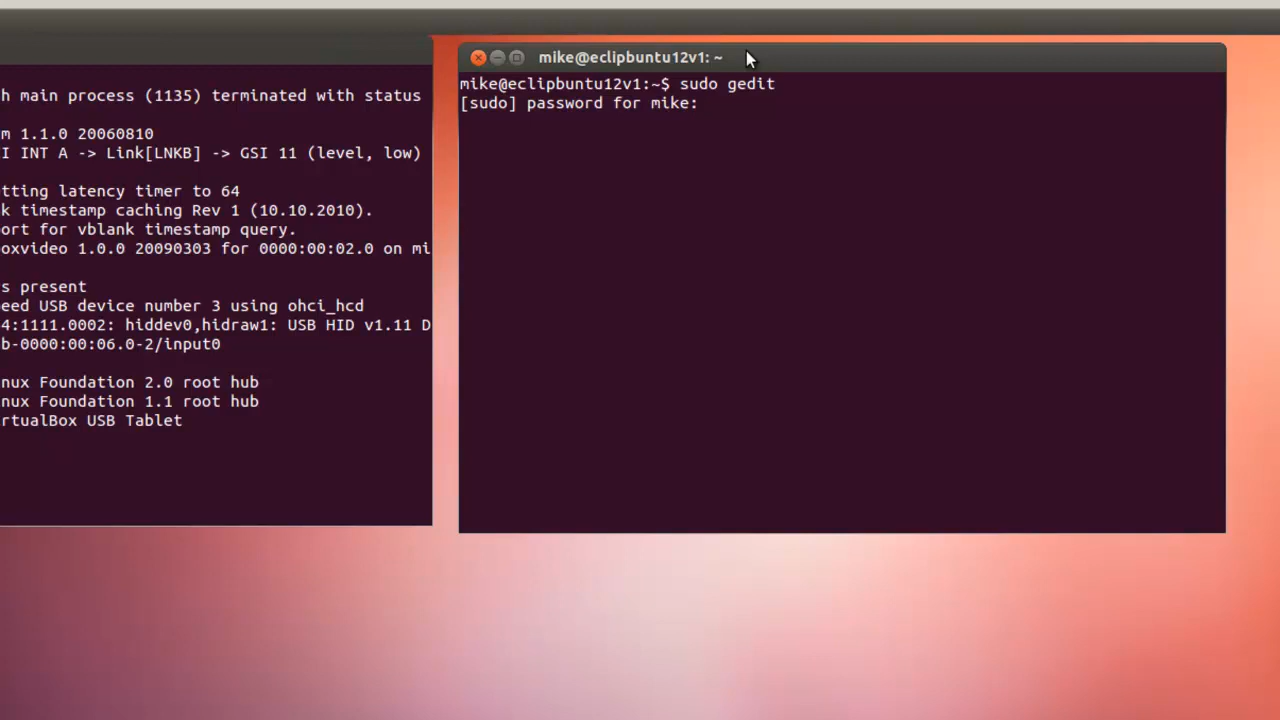 h main process (1135) terminated with status
m 1.1.0 20060810
I INT A -> Link[LNKB] -> GSI 11 (level, low)
tting latency timer to 64
k timestamp caching Rev 1 (10.10.2010).
ort for vblank timestamp query.
oxvideo 1.0.0 20090303 for 0000:00:02.0 on mi
s present
eed USB device number 3 using ohci_hcd
4:1111.0002: hiddev0,hidraw1: USB HID v1.11 D
b-0000:00:06.0-2/input0
nux Foundation 2.0 root hub
nux Foundation 1.1 root hub
rtualBox USB Tablet
mike@eclipbuntu12v1: ~
mike@eclipbuntu12v1:~$ sudo gedit
[sudo] password for mike: